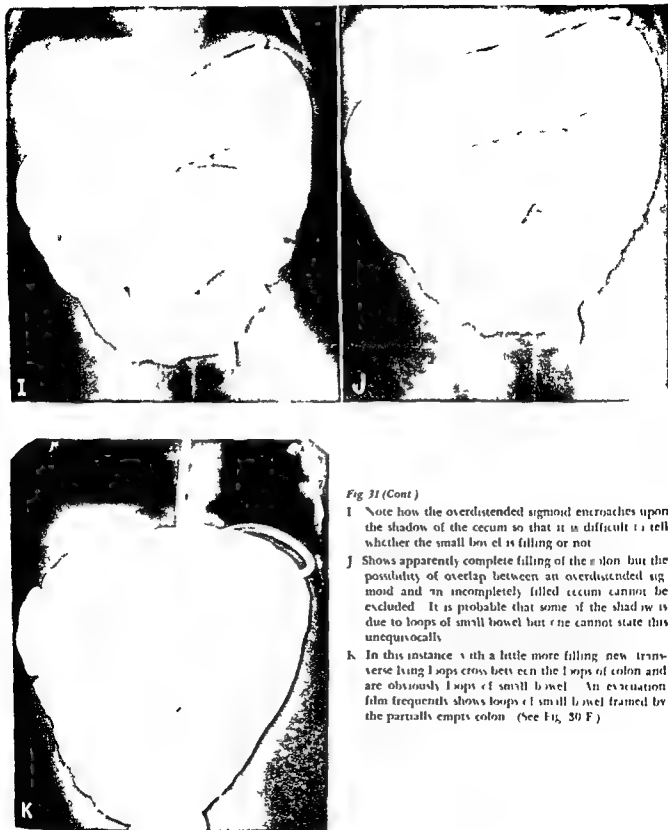 I
J
K
Fig 31 (Cont)
I Note how the overdistended sigmoid encroaches upon
the shadow of the cecum so that it is difficult to tell
whether the small bowel is filling or not
J Shows apparently complete filling of the colon but the
possibility of overlap between an overdistended sig
moid and an incompletely filled cecum cannot be
excluded It is probable that some of the shadow is
due to loops of small bowel but one cannot state this
unequivocally
K In this instance with a little more filling new trans-
verse lying loops cross between the loops of colon and
are obviously loops of small bowel An evacuation
film frequently shows loops of small bowel framed by
the partially empty colon (See Fig 30 F)